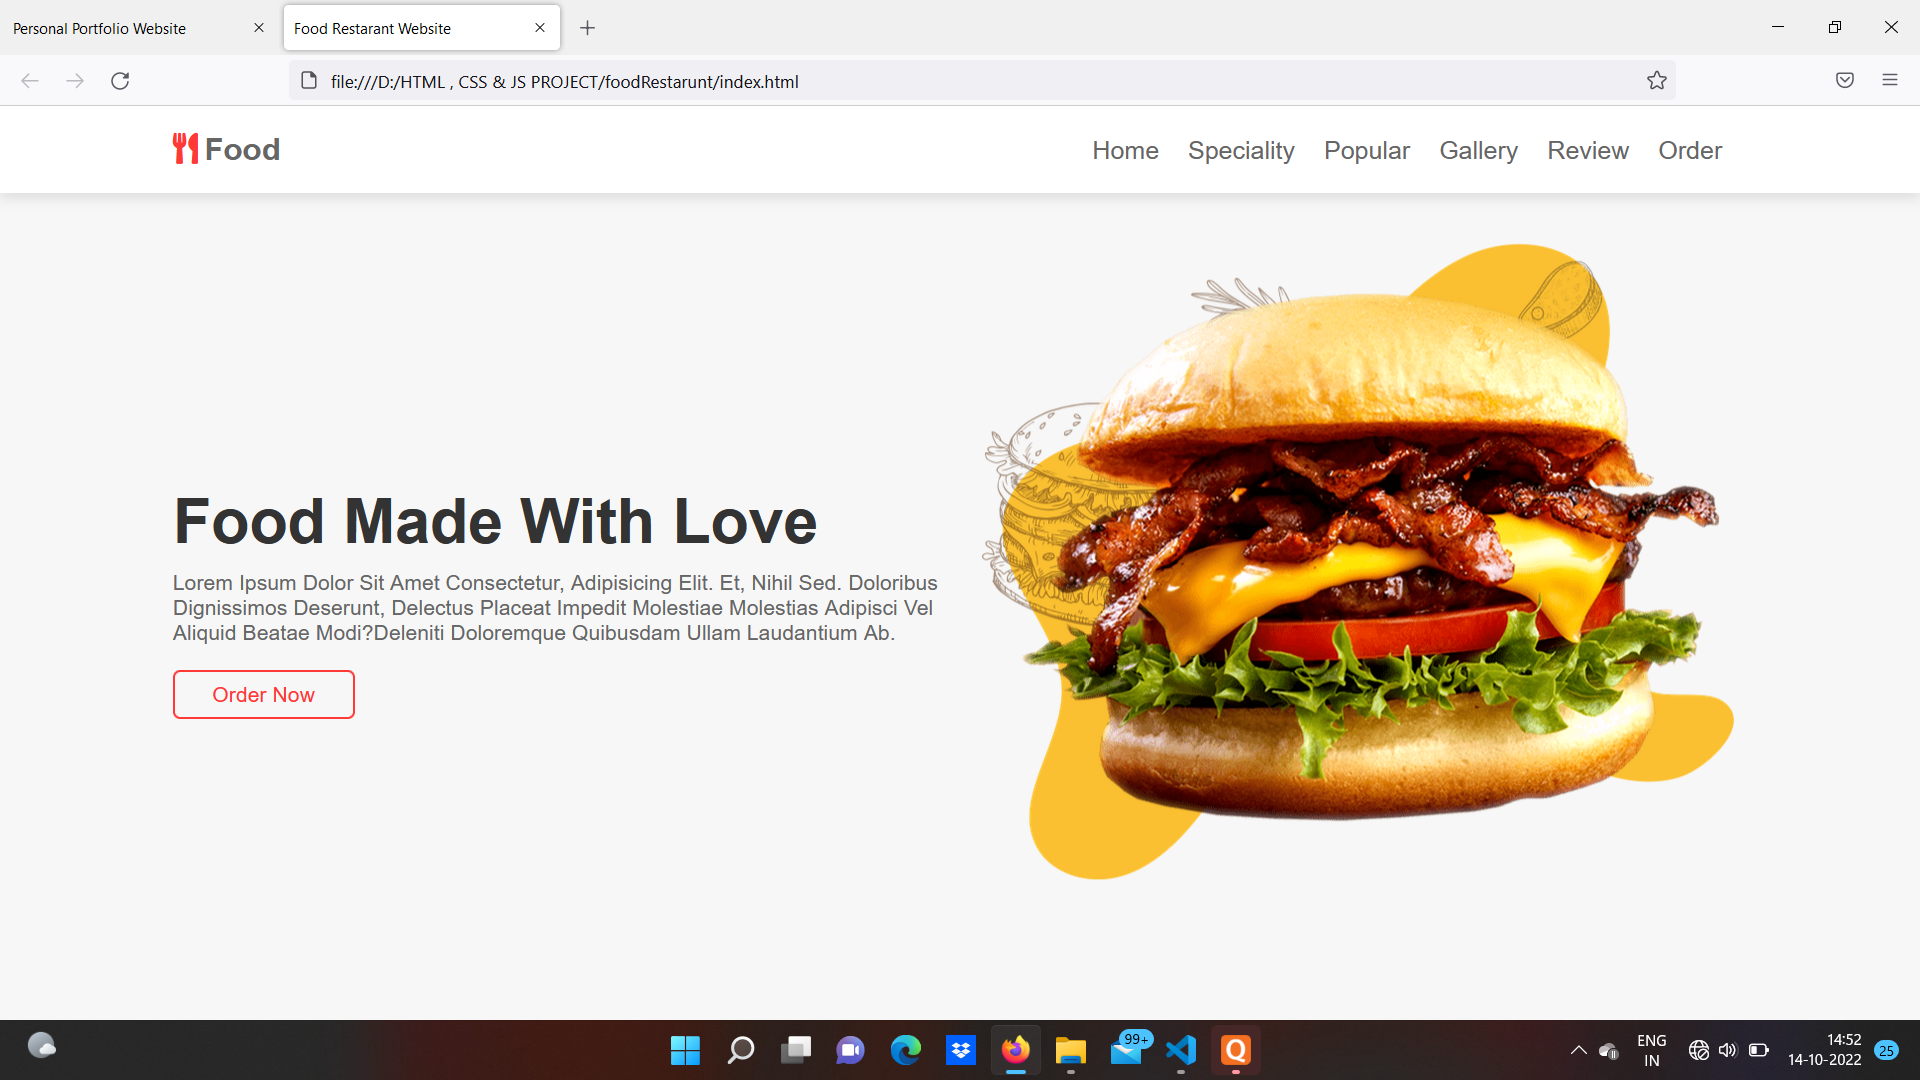 Personal Portfolio Website
Food Restarant Website
file:///D:/HTML , CSS & JS PROJECT/foodRestarunt/index.html
Food
Home Speciality Popular Gallery Review Order
Food Made With Love
Lorem Ipsum Dolor Sit Amet Consectetur, Adipisicing Elit. Et, Nihil Sed. Doloribus
Dignissimos Deserunt, Delectus Placeat Impedit Molestiae Molestias Adipisci Vel
Aliquid Beatae Modi?Deleniti Doloremque Quibusdam Ullam Laudantium Ab.
Order Now
99+
Q
ENG
IN
14:52
14-10-2022
25